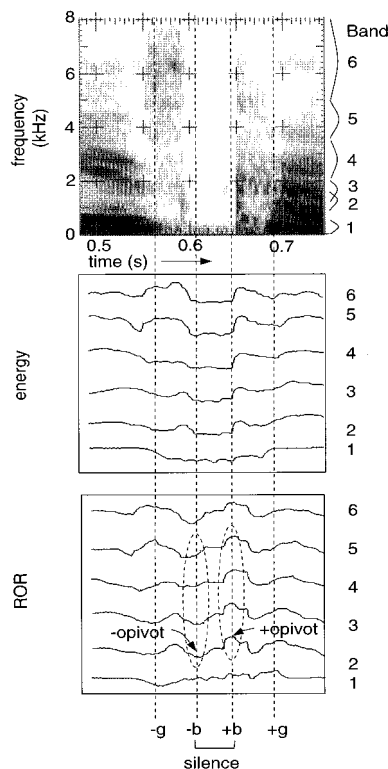 Band
8
6
6
5
frequency
(kHz)
4
4
2
3
2
0
1
0.5
0.6
0.7
time (s)
6
5
energy
4
3
2
1
6
5
ROR
4
3
-opivot
+opivot
2
1
-g
-b
+b
+g
silence